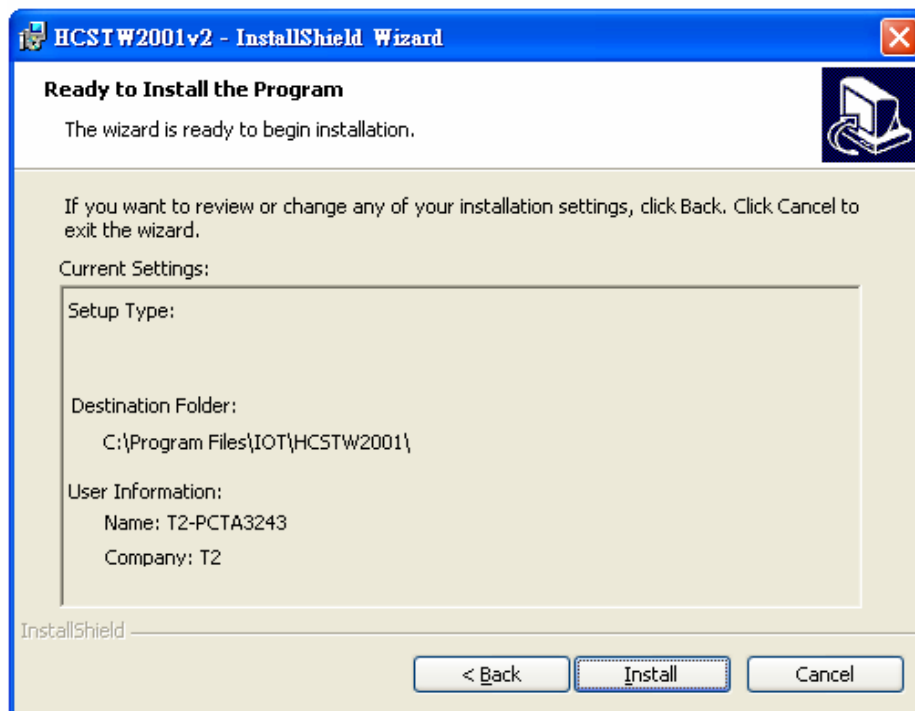 HCSTW2001v2 - InstallShield Wizard
Ready to Install the Program
The wizard is ready to begin installation.
If you want to review or change any of your installation settings, click Back. Click Cancel to
exit the wizard.
Current Settings:
Setup Type:
Destination Folder:
C:\Program Files\IOT\HCSTW2001\
User Information:
Name: T2-PCTA3243
Company: T2
InstallShield
< Back
Install
Cancel